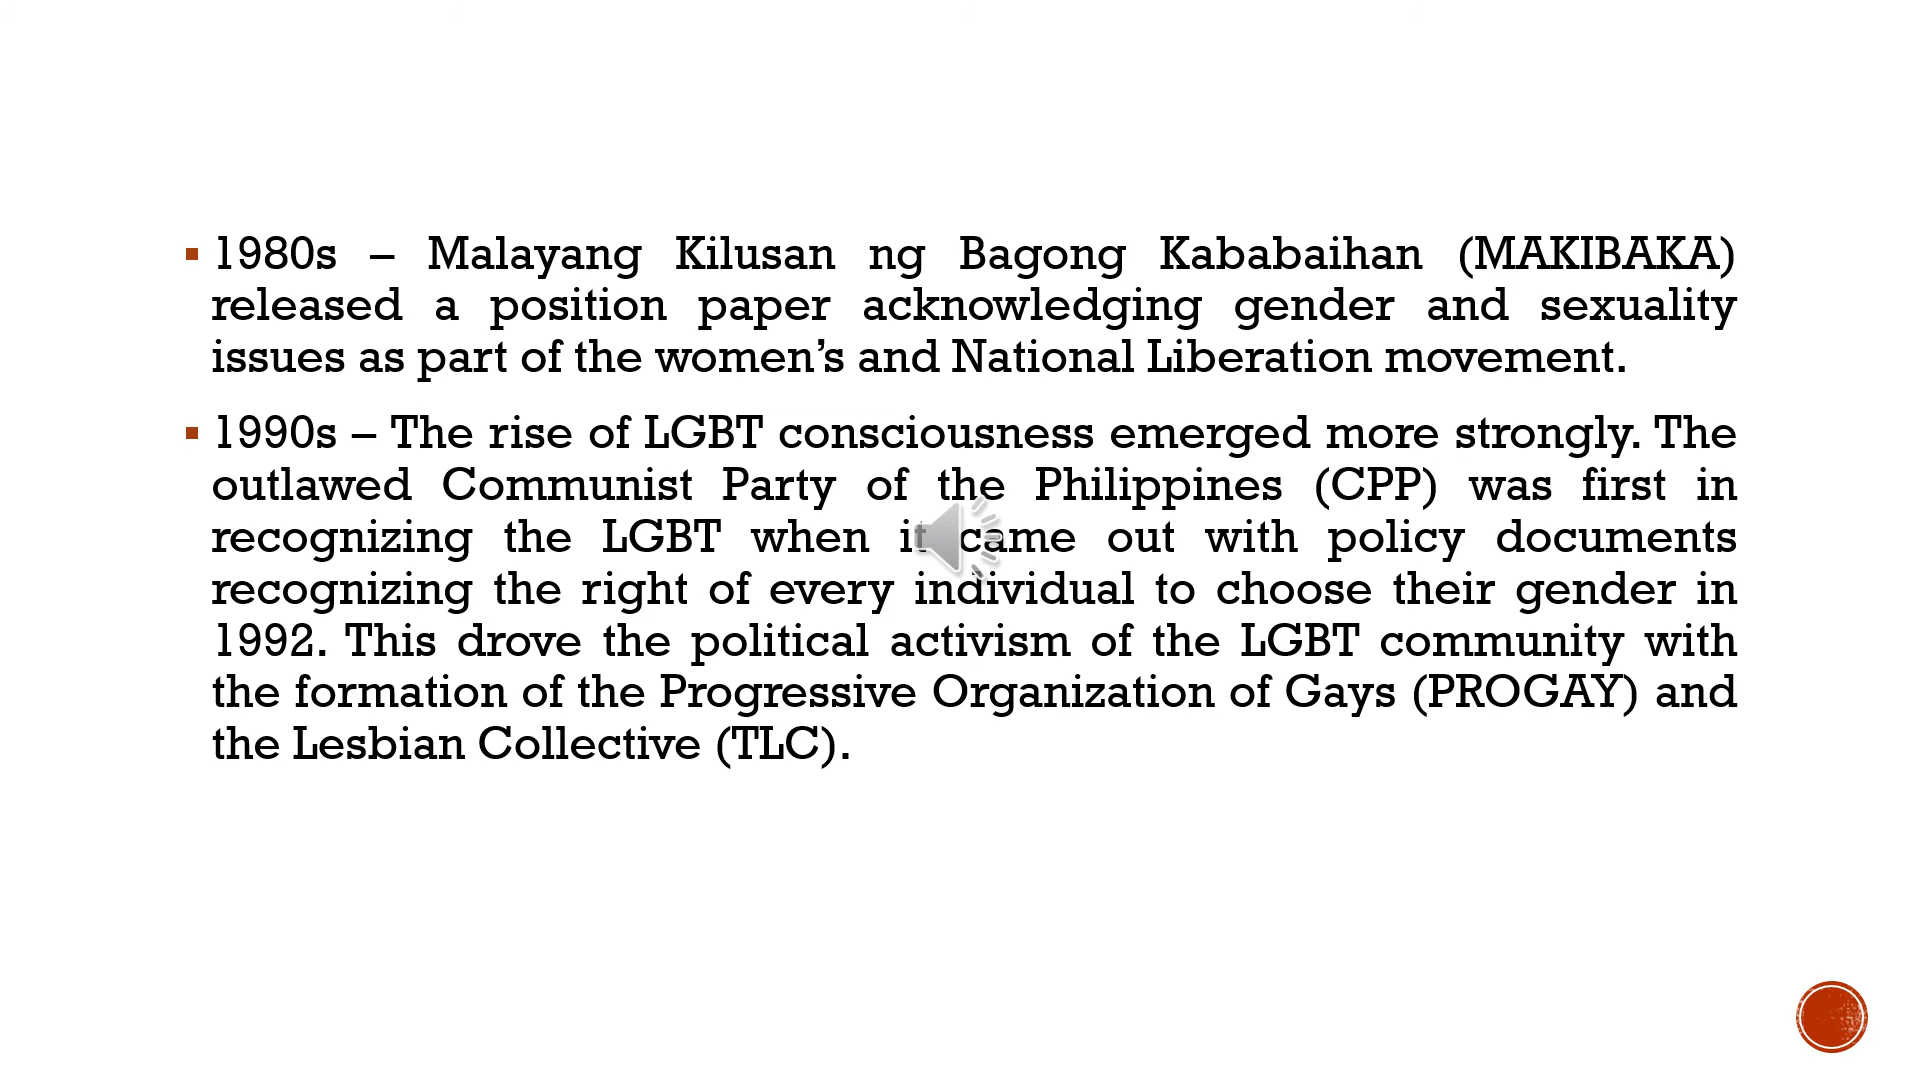 1980s – Malayang Kilusan ng Bagong Kababaihan (MAKIBAKA)
released a position paper acknowledging gender and sexuality
issues as part of the women’s and National Liberation movement.
1990s – The rise of LGBT consciousness emerged more strongly. The
outlawed Communist Party of the Philippines (CPP) was first in
recognizing the LGBT when it came out with policy documents
recognizing the right of every individual to choose their gender in
1992. This drove the political activism of the LGBT community with
the formation of the Progressive Organization of Gays (PROGAY) and
the Lesbian Collective (TLC).